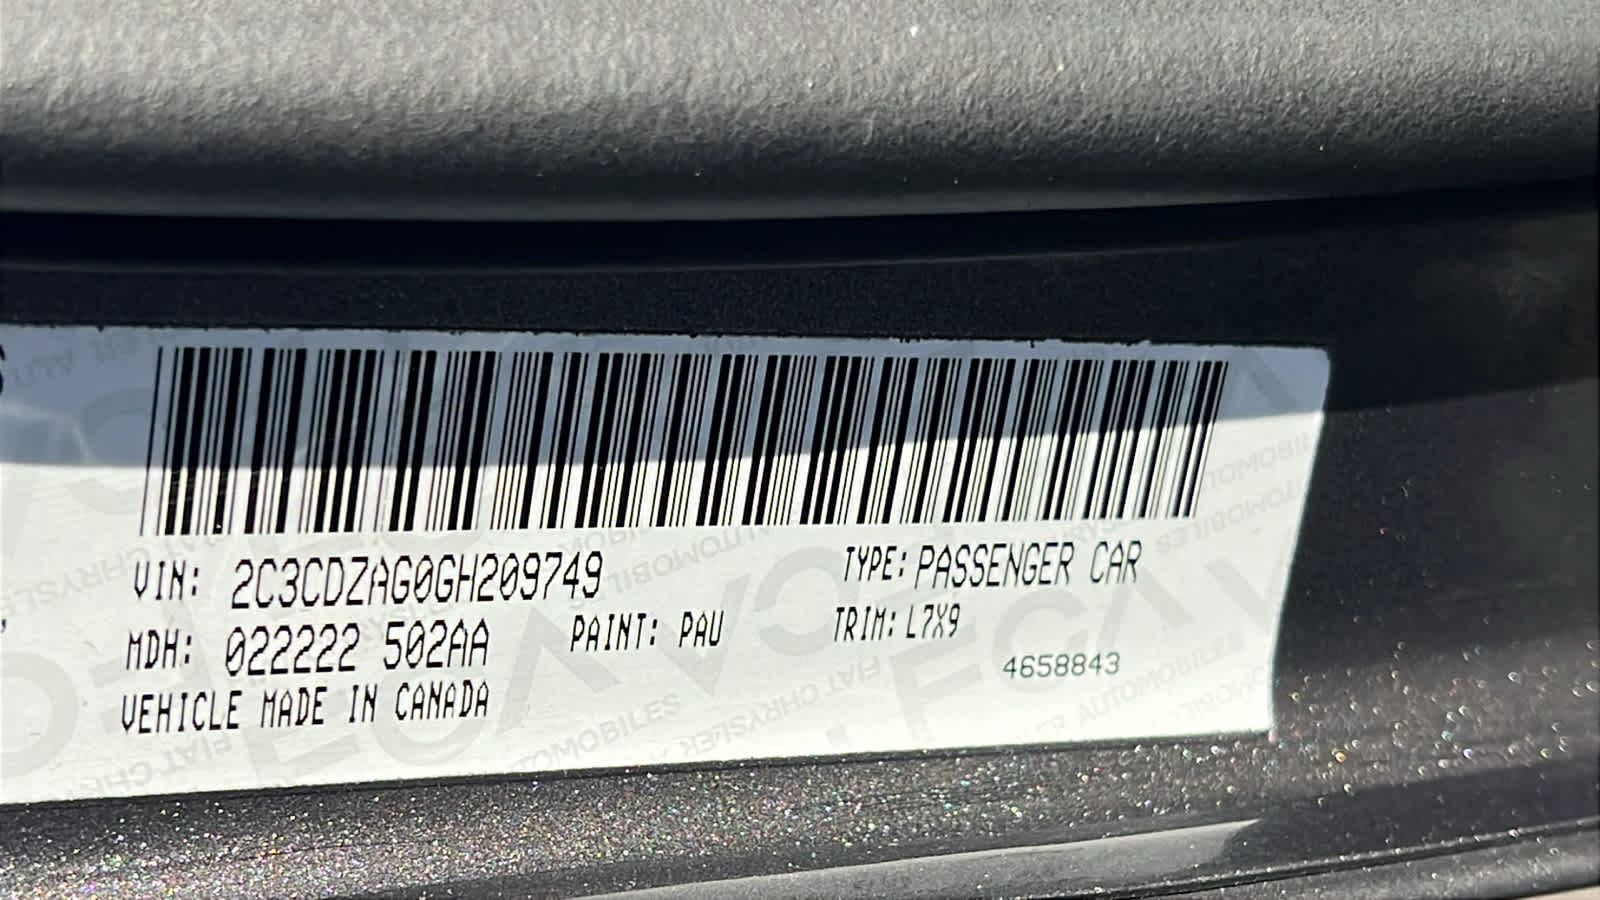 VIN: 2C3CDZAG0GH209749 TYPE: PASSENGER CAR
MDH: 022222 502AA PAINT: PAU TRIM: L7X9
4658843
VEHICLE MADE IN CANADA